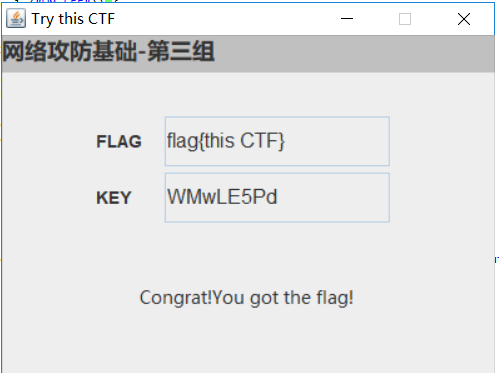 Try this CTF
网络攻防基础-第三组
FLAG flag{this CTF}
KEY WMwLE5Pd
Congrat!You got the flag!